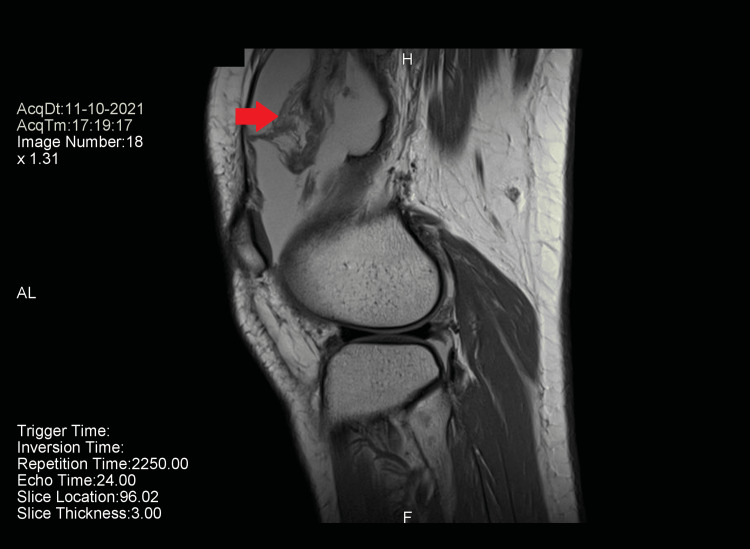 H
AcqDt:11-10-2021
AcqTm:17:19:17
Image Number:18
x 1.31
AL
Trigger Time:
Inversion Time:
Repetition Time:2250.00
Echo Time:24.00
Slice Location:96.02
Slice Thickness:3.00
F